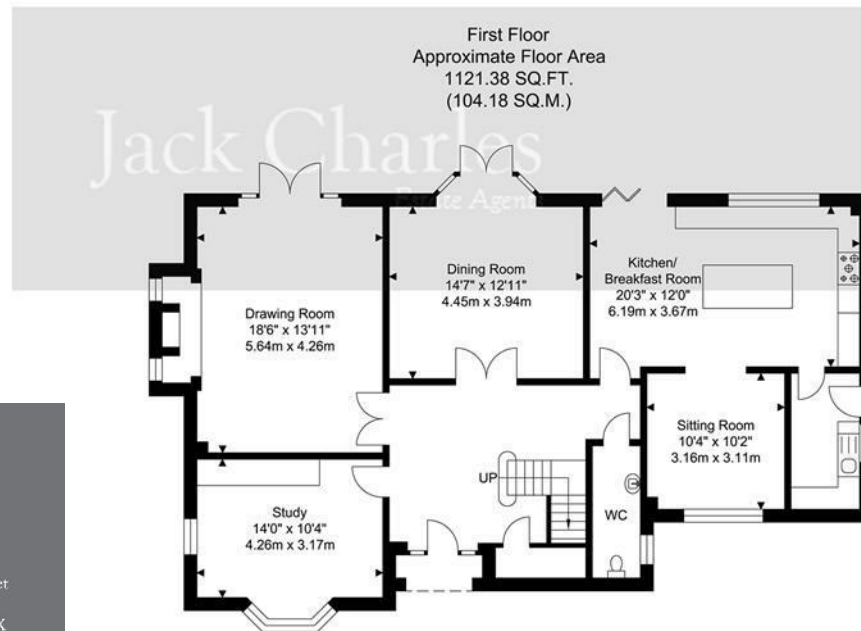 First Floor
Approximate Floor Area
1121.38 SQ.FT.
(104.18 SQ.M.)
Jack Charles
Estate Agents
Dining Room
14'7" x 12'11"
4.45m x 3.94m
Kitchen/
Breakfast Room
20'3" x 12'0"
6.19m x 3.67m
Drawing Room
18'6" x 13'11"
5.64m x 4.26m
Sitting Room
10'4" x 10'2"
3.16m x 3.11m
UP
Study
14'0" x 10'4"
4.26m x 3.17m
WC
et
X